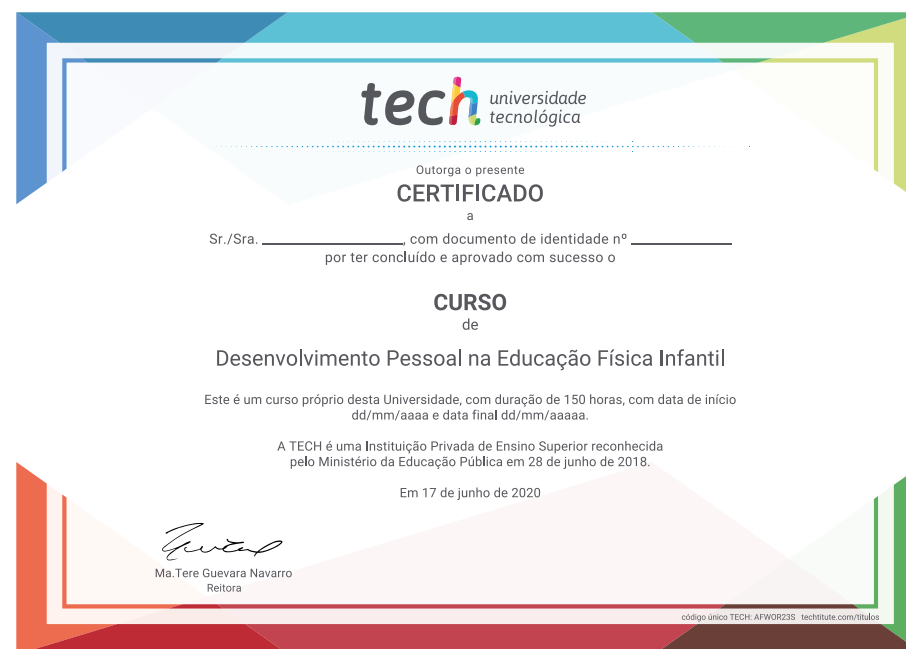 tech universidade
tecnológica
Outorga o presente
CERTIFICADO
a
Sr./Sra. , com documento de identidade nº
por ter concluído e aprovado com sucesso o
CURSO
de
Desenvolvimento Pessoal na Educação Física Infantil
Este é um curso próprio desta Universidade, com duração de 150 horas, com data de início
dd/mm/aaaa e data final dd/mm/aaaaa.
A TECH é uma Instituição Privada de Ensino Superior reconhecida
pelo Ministério da Educação Pública em 28 de junho de 2018.
Em 17 de junho de 2020
Ma.Tere Guevara Navarro
Reitora
código único TECH: AFWOR23S techtitute.com/titulos